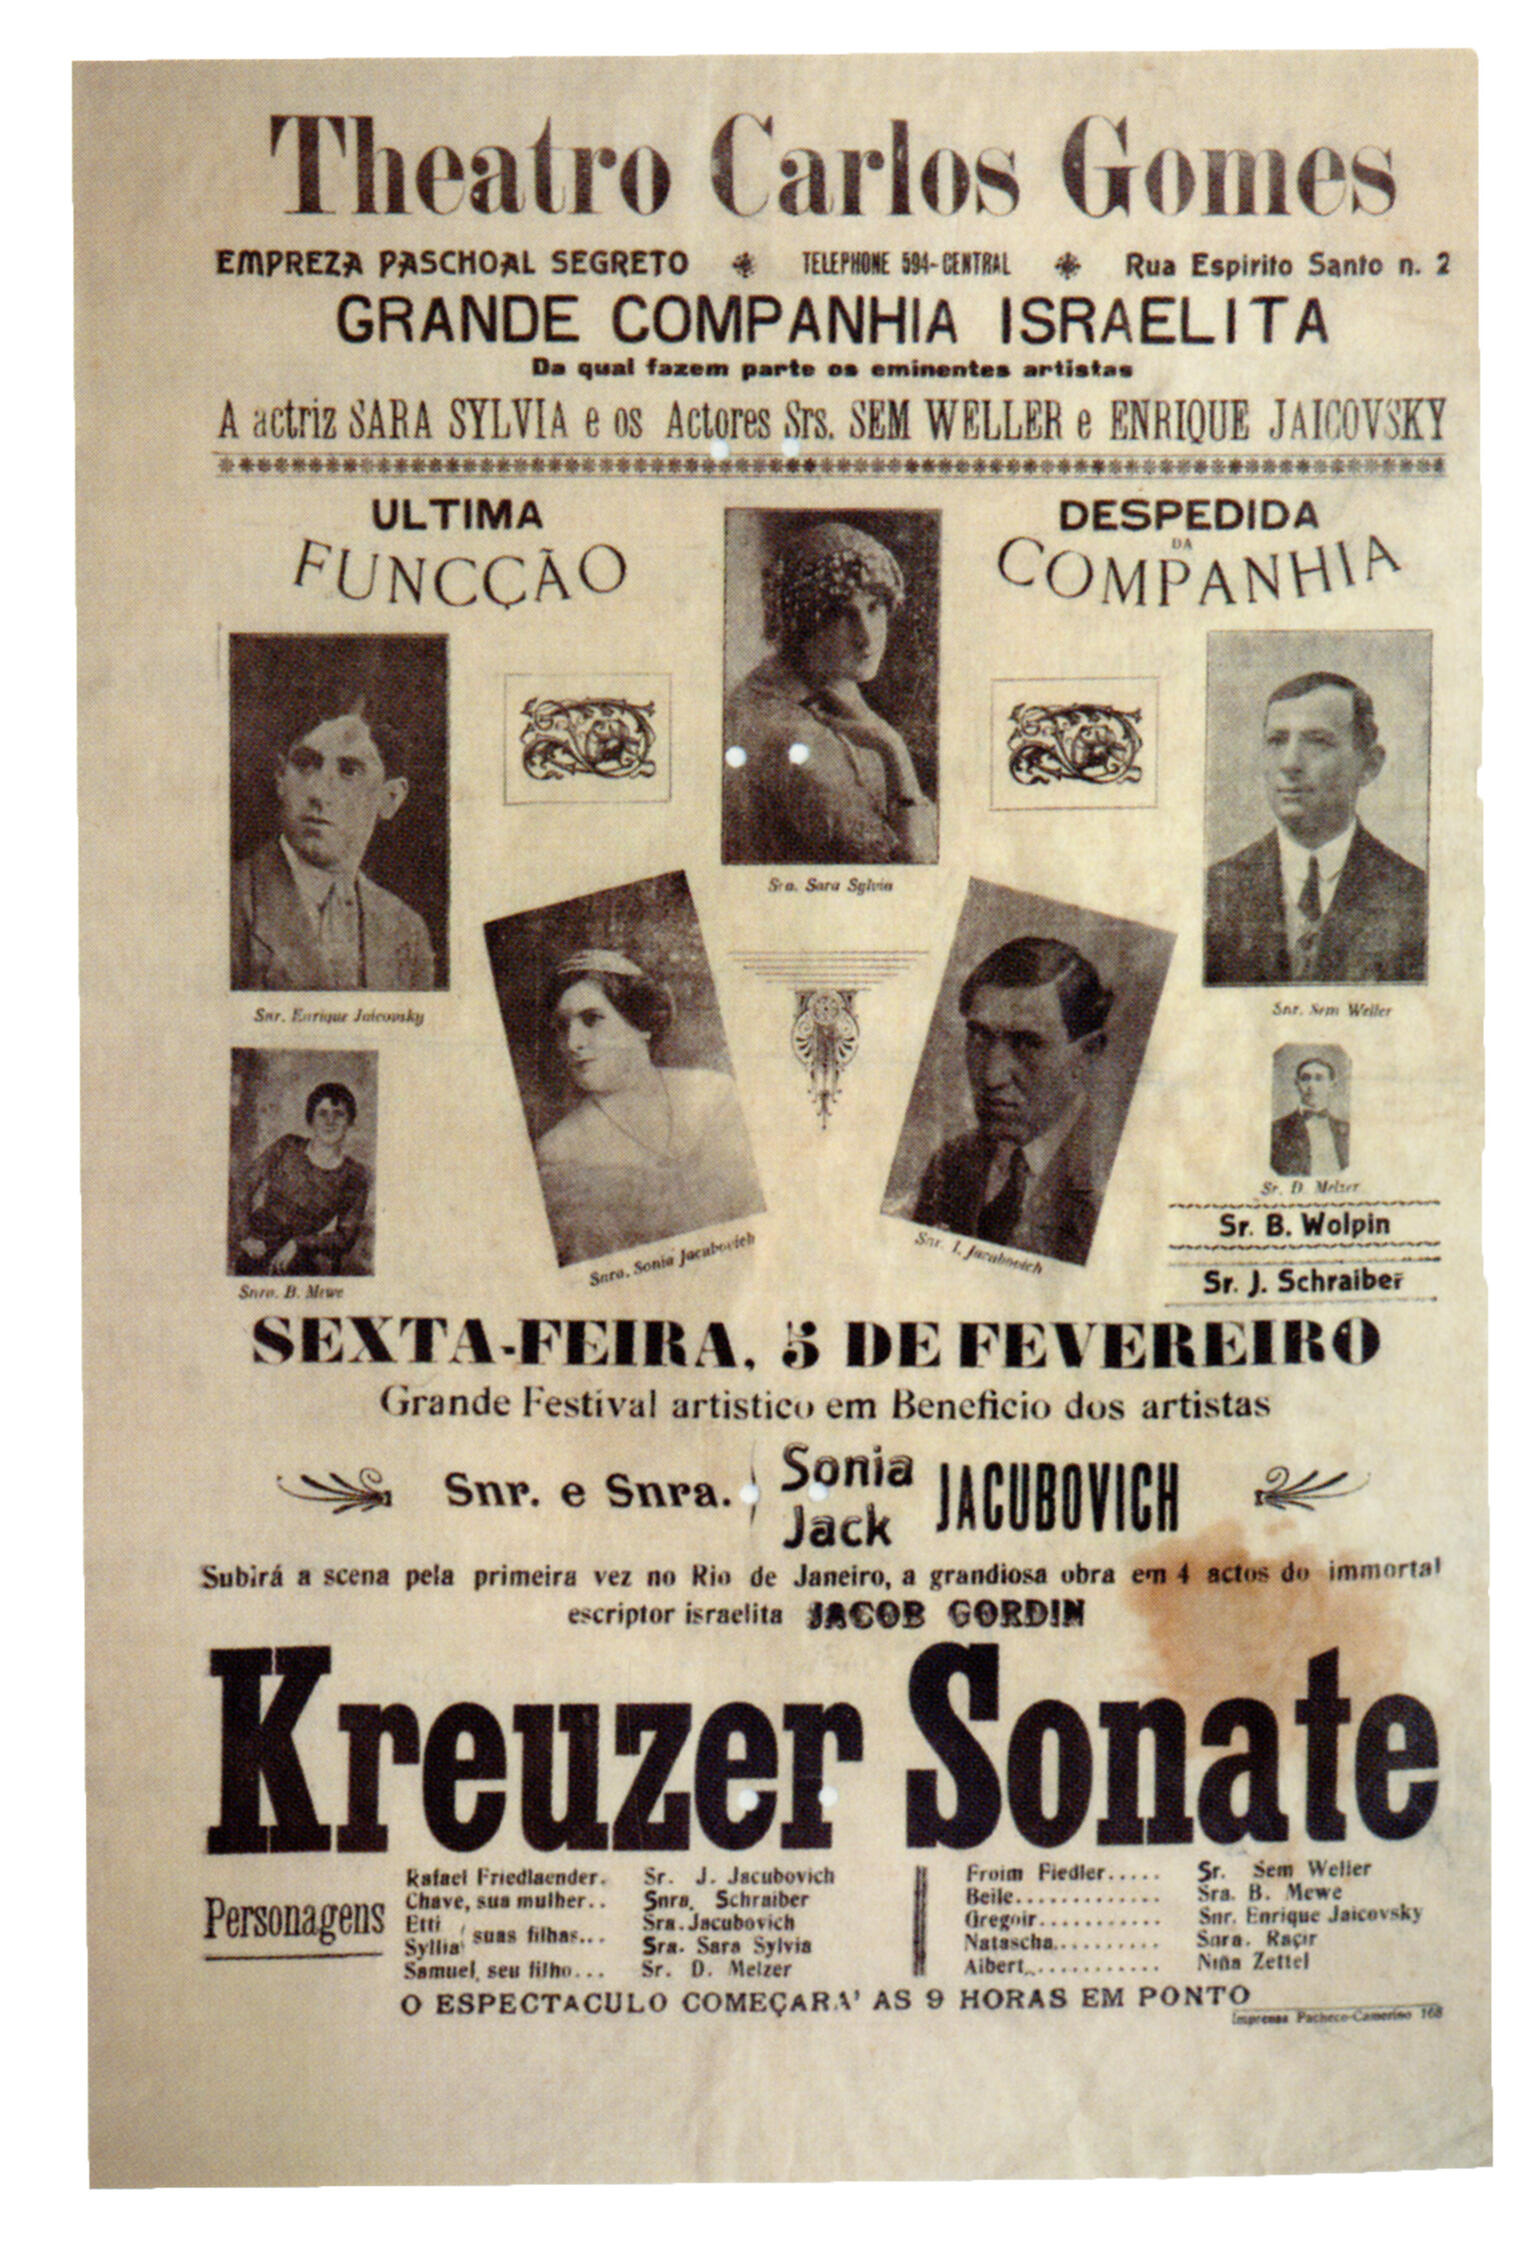 Theatro Carlos Gomes
EMPREZA PASCHOAL SEGRETO * TELEPHONE 594-CENTRAL * Rua Espirito Santo n. 2
GRANDE COMPANHIA ISRAELITA
Da qual fazem parte os eminentes artistas
A actriz SARA SYLVIA e os Actores Srs. SEM WELLER e ENRIQUE JAICOVSKY
ULTIMA
FUNCÇÃO
DESPEDIDA
DA
COMPANHIA
Sra. Sara Sylvia
Snr. Enrique Jaicovsky
Snr. Sem Weller
Snra. B. Mewe
Snra. Sonia Jacubovich
Snr. I. Jacubovich
Sr. D. Melzer
Sr. B. Wolpin
Sr. J. Schraiber
SEXTA-FEIRA, 5 DE FEVEREIRO
Grande Festival artistico em Beneficio dos artistas
Snr. e Snra. Sonia JACUBOVICH
Jack
Subirá a scena pela primeira vez no Rio de Janeiro, a grandiosa obra em 4 actos do immortal
escriptor israelita JACOB GORDIN
Kreuzer Sonate
Personagens
Rafael Friedlaender. Sr. J. Jacubovich
Chave, sua mulher.. Snra. Schraiber
Etti Sra. Jacubovich
suas filhas...
Syllia Sra. Sara Sylvia
Samuel, seu filho... Sr. D. Melzer
Froim Fiedler..... Sr. Sem Weller
Beile............. Sra. B. Mewe
Gregoir........... Snr. Enrique Jaicovsky
Natascha.......... Snra. Raçir
Albert............ Niña Zettel
O ESPECTACULO COMEÇARA' AS 9 HORAS EM PONTO
Imprensa Pacheco-Camerino 168